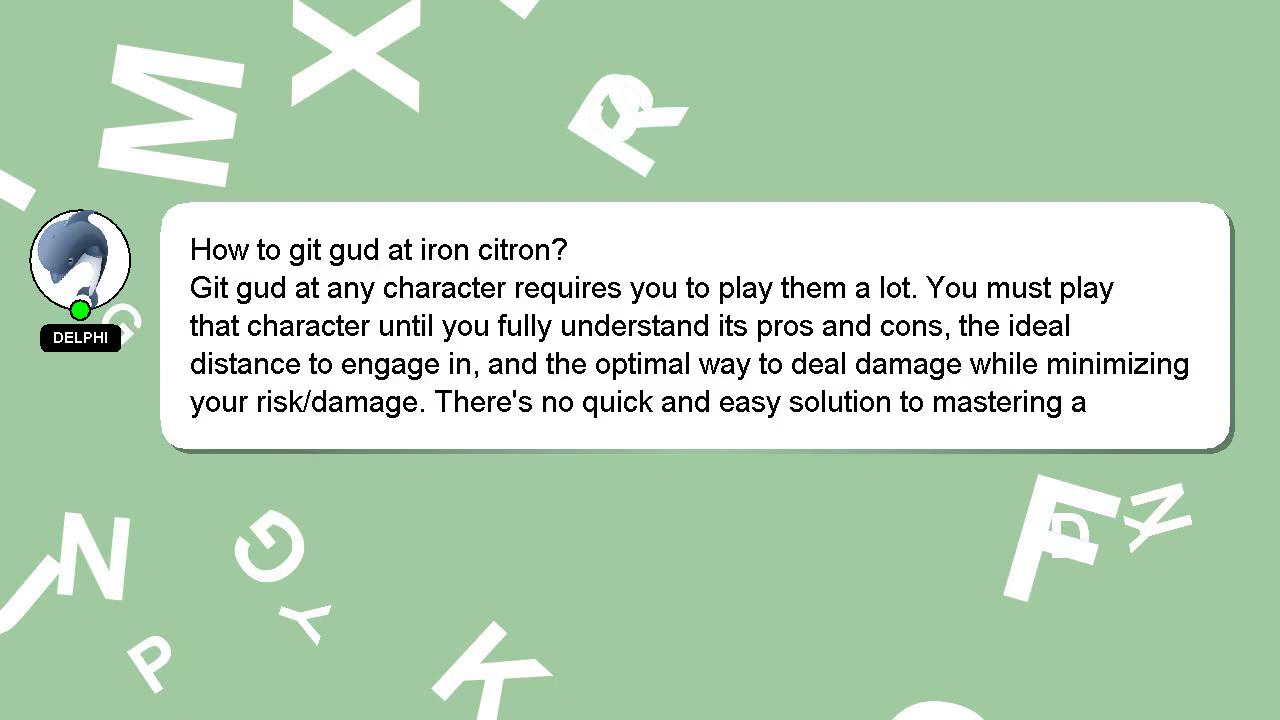 M
X
R
DELPHI
G
How to git gud at iron citron?
Git gud at any character requires you to play them a lot. You must play
that character until you fully understand its pros and cons, the ideal
distance to engage in, and the optimal way to deal damage while minimizing
your risk/damage. There's no quick and easy solution to mastering a
N
G
Y
P
K
F
D
Z
Y